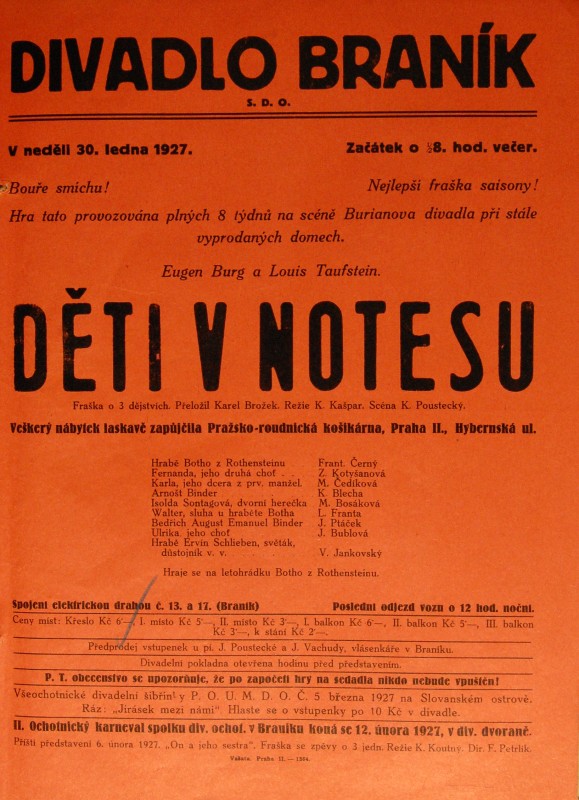 DIVADLO BRANÍK
S. D. O.
V neděli 30. ledna 1927. Začátek o ½8. hod. večer.
Bouře smíchu! Nejlepší fraška saisony!
Hra tato provozována plných 8 týdnů na scéně Burianova divadla při stále
vyprodaných domech.
Eugen Burg a Louis Taufstein.
DĚTI V NOTESU
Fraška o 3 dějstvích. Přeložil Karel Brožek. Režie K. Kašpar. Scéna K. Poustecký.
Veškerý nábytek laskavě zapůjčila Pražsko-roudnická košikárna, Praha II., Hybernská ul.
Hrabě Botho z Rothensteinu Frant. Černý
Fernanda, jeho druhá choť . . Z. Kotyšanová
Karla, jeho dcera z prv. manžel. M. Čedíková
Arnošt Binder K. Blecha
Isolda Sontagová, dvorní herečka M. Bosáková
Walter, sluha u hraběte Botha L. Franta
Bedřich August Emanuel Binder J. Ptáček
Ulrika, jeho choť J. Bublová
Hrabě Ervín Schlieben, světák,
důstojník v. v. V. Jankovský
Hraje se na letohrádku Botho z Rothensteinu.
Spojení elektrickou drahou č. 13. a 17. (Braník) Poslední odjezd vozu o 12 hod. noční.
Ceny míst: Křeslo Kč 6·—, I. místo Kč 5·—, II. místo Kč 3·—, I. balkon Kč 6·—, II. balkon Kč 5·—, III. balkon
Kč 3·—, k stání Kč 2·—.
Předprodej vstupenek u pí. J. Poustecké a J. Vachudy, vlásenkáře v Braníku.
Divadelní pokladna otevřena hodinu před představením.
P. T. obecenstvo se upozorňuje, že po započetí hry na sedadla nikdo nebude vpuštěn!
Všeochotnické divadelní šibřinky P. O. U. M. D. O. Č. 5. března 1927 na Slovanském ostrově.
Ráz: „Jirásek mezi námi“. Hlaste se o vstupenky po 10 Kč v divadle.
II. Ochotnický karneval spolku div. ochot. v Braníku koná se 12. února 1927, v div. dvoraně.
Příští představení 6. února 1927. „On a jeho sestra“. Fraška se zpěvy o 3 jedn. Režie K. Koutný. Dir. F. Petrlík.